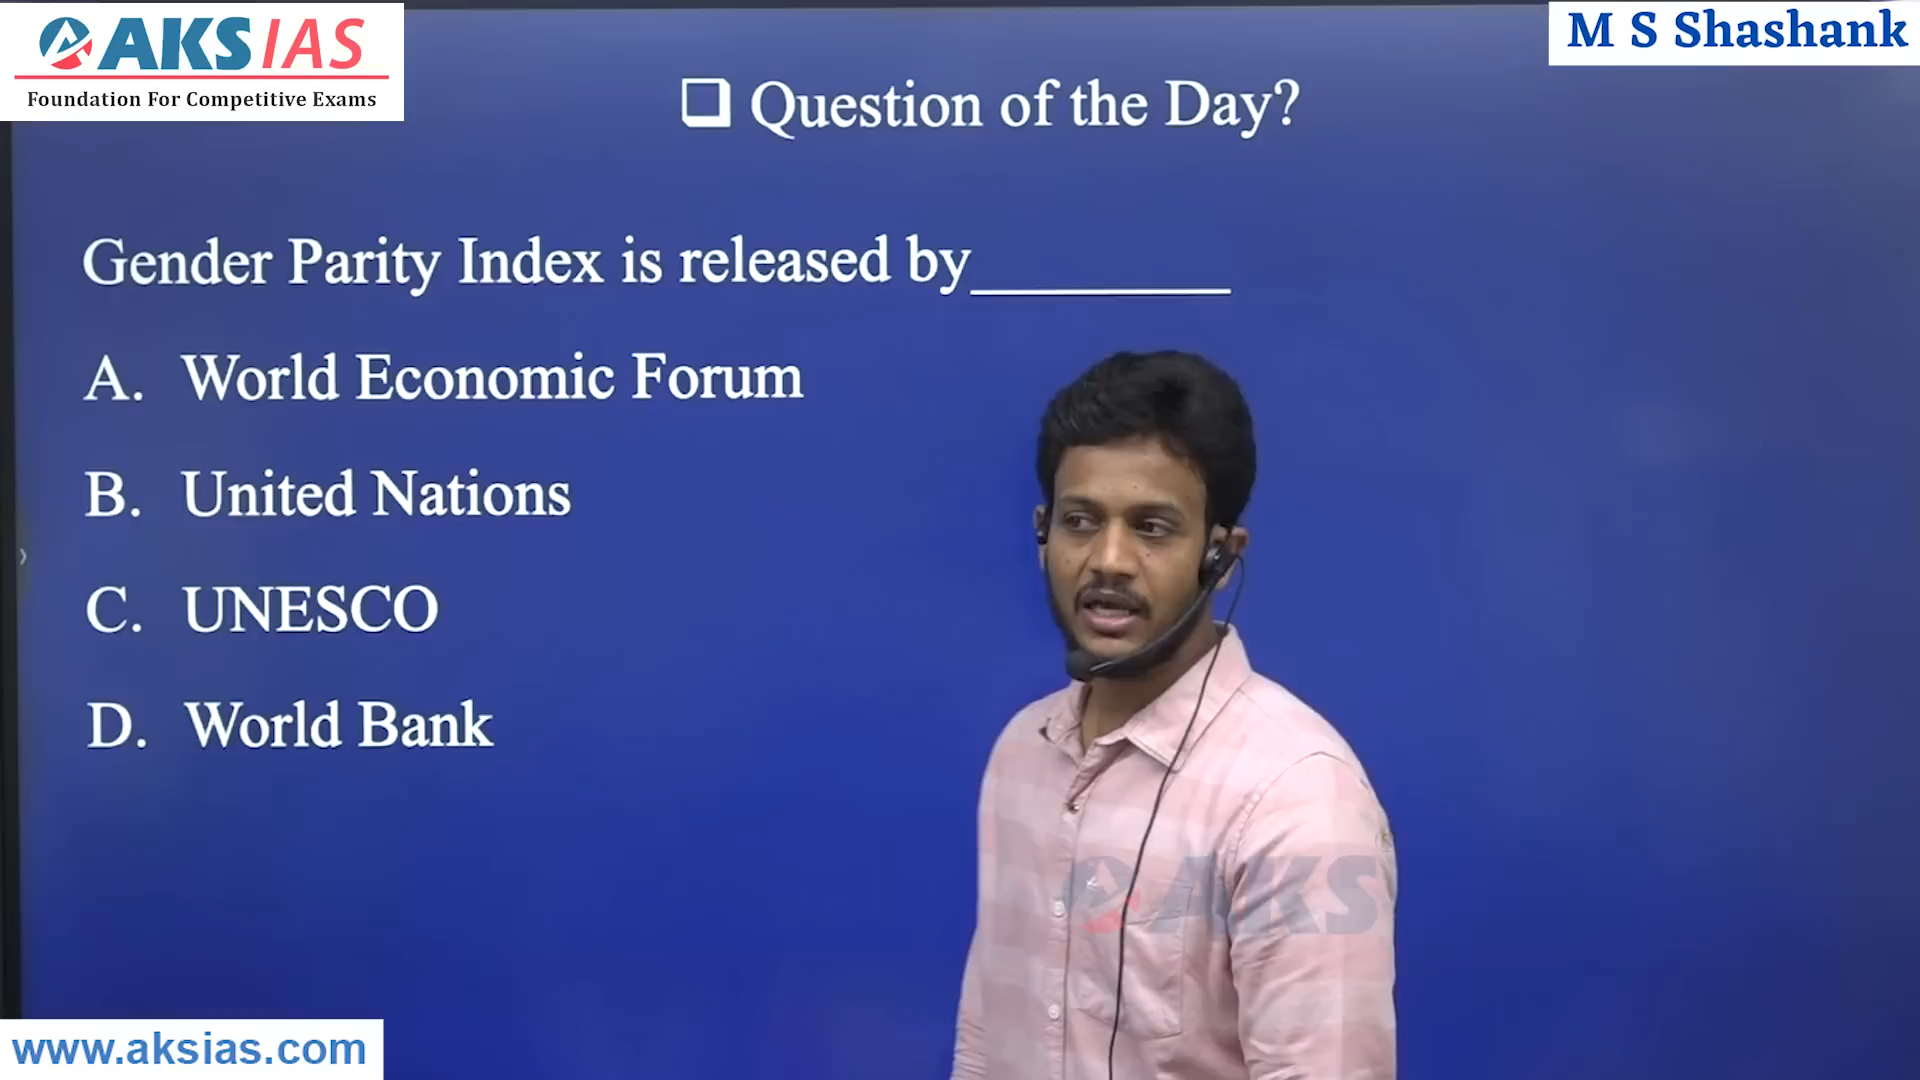 AKS IAS
Foundation For Competitive Exams
M S Shashank
Question of the Day?
Gender Parity Index is released by________
A. World Economic Forum
B. United Nations
C. UNESCO
D. World Bank
AKS
www.aksias.com